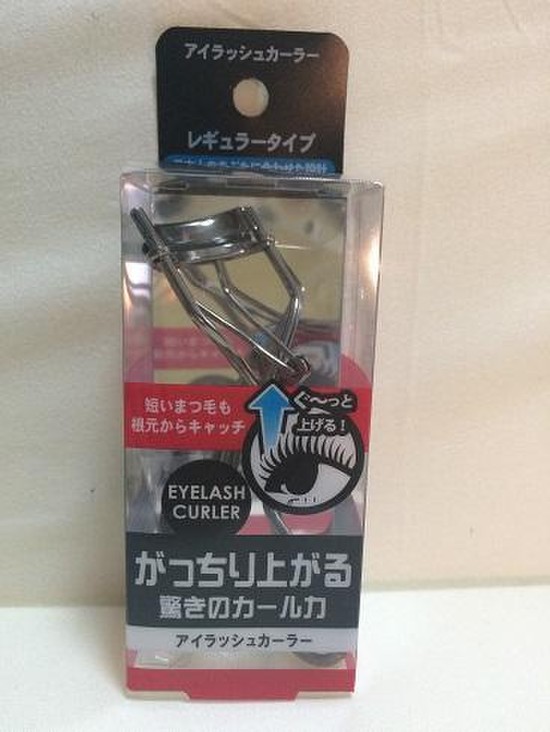 アイラッシュカーラー
レギュラータイプ
短いまつ毛も
根元からキャッチ
ぐ〜っと
上げる!
EYELASH
CURLER
がっちり上がる
驚きのカール力
アイラッシュカーラー